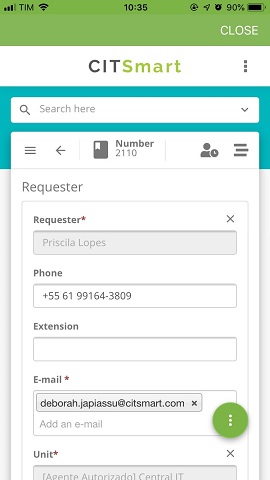 TIM 10:35 90%
CLOSE
CITSmart
Search here
Number
2110
Requester
Requester*
Priscila Lopes
Phone
+55 61 99164-3809
Extension
E-mail *
deborah.japiassu@citsmart.com ×
Add an e-mail
Unit*
[Agente Autorizado] Central IT